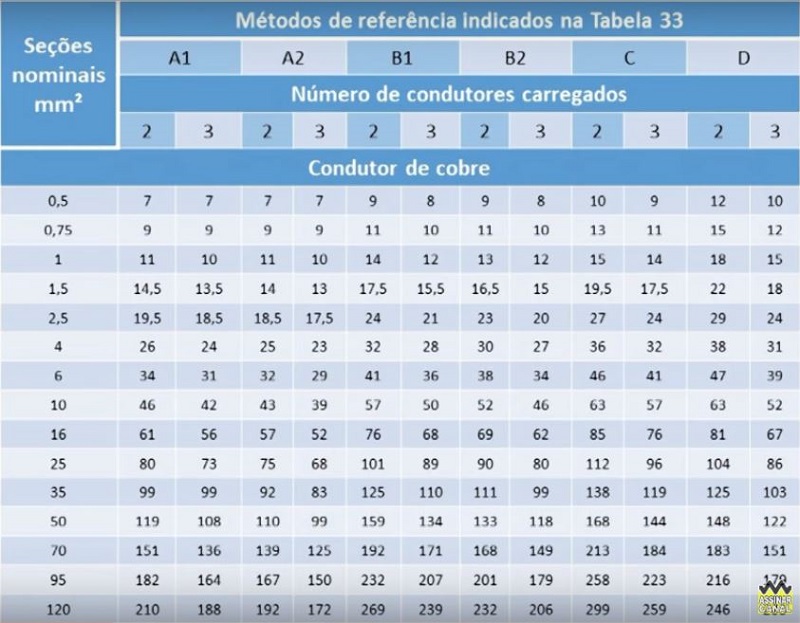 Seções nominais mm² Métodos de referência indicados na Tabela 33
A1 A2 B1 B2 C D
Número de condutores carregados
2 3 2 3 2 3 2 3 2 3 2 3
Condutor de cobre
0,5 7 7 7 7 9 8 9 8 10 9 12 10
0,75 9 9 9 9 11 10 11 10 13 11 15 12
1 11 10 11 10 14 12 13 12 15 14 18 15
1,5 14,5 13,5 14 13 17,5 15,5 16,5 15 19,5 17,5 22 18
2,5 19,5 18,5 18,5 17,5 24 21 23 20 27 24 29 24
4 26 24 25 23 32 28 30 27 36 32 38 31
6 34 31 32 29 41 36 38 34 46 41 47 39
10 46 42 43 39 57 50 52 46 63 57 63 52
16 61 56 57 52 76 68 69 62 85 76 81 67
25 80 73 75 68 101 89 90 80 112 96 104 86
35 99 99 92 83 125 110 111 99 138 119 125 103
50 119 108 110 99 159 134 133 118 168 144 148 122
70 151 136 139 125 192 171 168 149 213 184 183 151
95 182 164 167 150 232 207 201 179 258 223 216 179
120 210 188 192 172 269 239 232 206 299 259 246
ASSINAR
CANAL